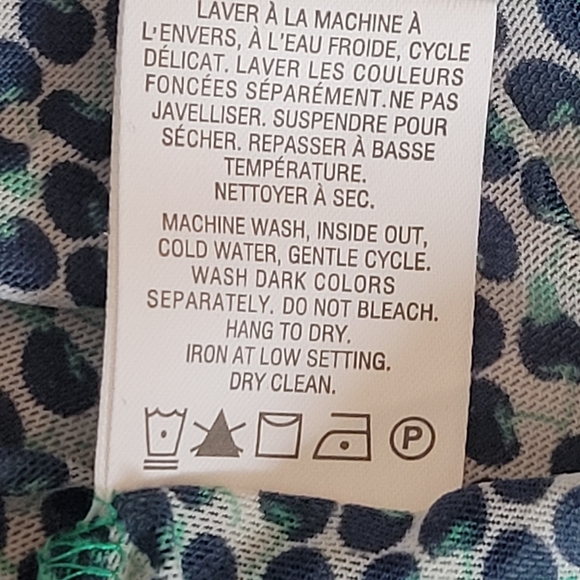 LAVER À LA MACHINE À
L'ENVERS, À L'EAU FROIDE, CYCLE
DÉLICAT. LAVER LES COULEURS
FONCÉES SÉPARÉMENT.NE PAS
JAVELLISER. SUSPENDRE POUR
SÉCHER. REPASSER À BASSE
TEMPÉRATURE.
NETTOYER À SEC.
MACHINE WASH, INSIDE OUT,
COLD WATER, GENTLE CYCLE.
WASH DARK COLORS
SEPARATELY. DO NOT BLEACH.
HANG TO DRY.
IRON AT LOW SETTING.
DRY CLEAN.
P